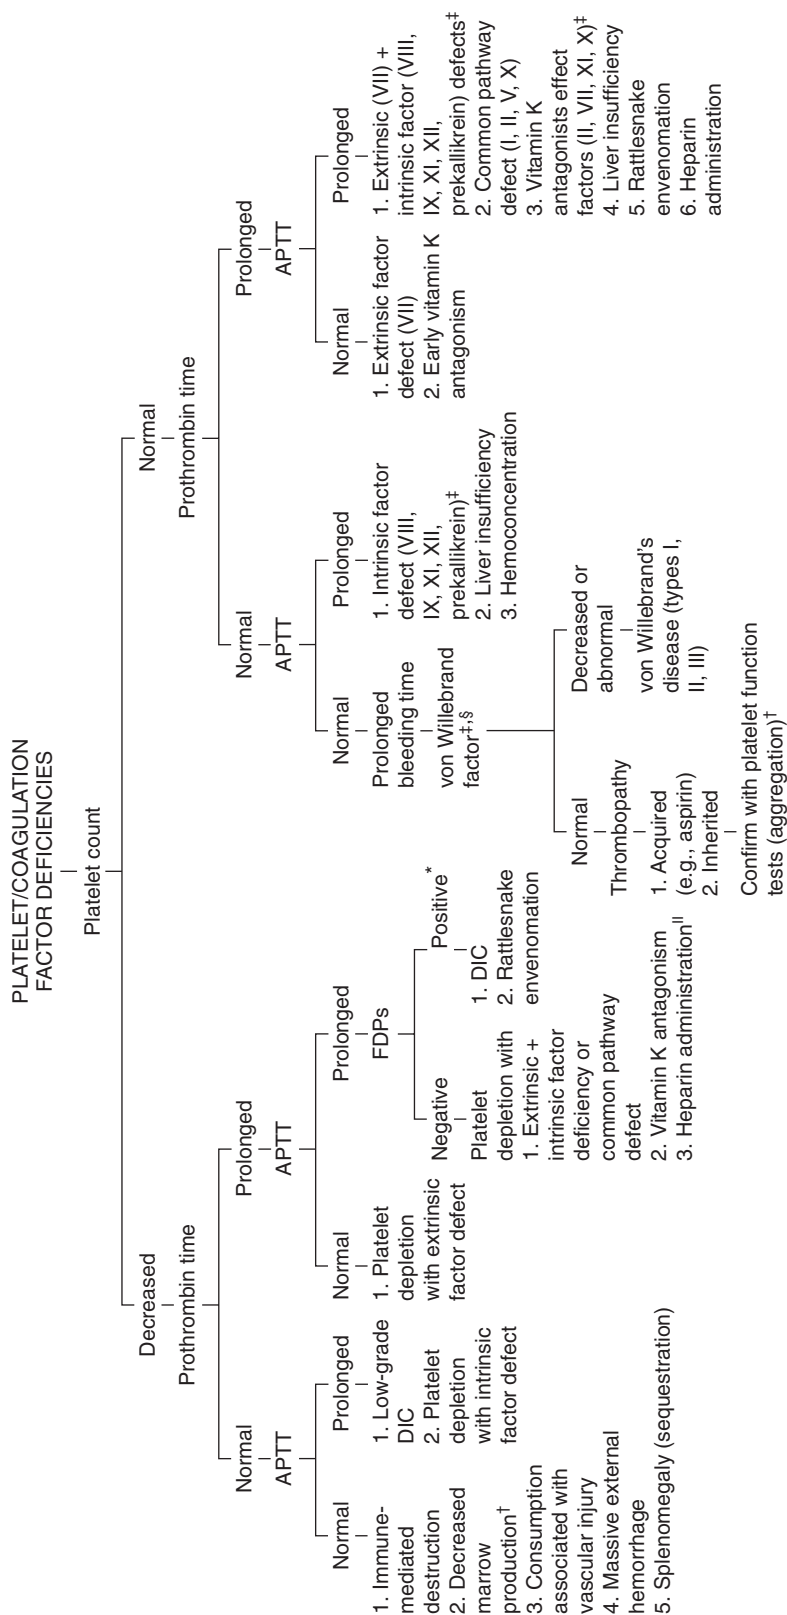 PLATELET/COAGULATION
FACTOR DEFICIENCIES
Platelet count
Decreased
Normal
Prothrombin time
Prothrombin time
Normal
Prolonged
Normal
Prolonged
APTT
APTT
APTT
APTT
Normal
1. Immune-
mediated
destruction
2. Decreased
marrow
production†
3. Consumption
associated with
vascular injury
4. Massive external
hemorrhage
5. Splenomegaly (sequestration)
Prolonged
1. Low-grade
DIC
2. Platelet
depletion
with intrinsic
factor defect
Normal
1. Platelet
depletion
with extrinsic
factor defect
Prolonged
FDPs
Negative
Platelet
depletion with
1. Extrinsic +
intrinsic factor
deficiency or
common pathway
defect
2. Vitamin K antagonism
3. Heparin administration||
Positive*
1. DIC
2. Rattlesnake
envenomation
Normal
Prolonged
bleeding time
von Willebrand
factor‡,§
Normal
Thrombopathy
1. Acquired
(e.g., aspirin)
2. Inherited
Confirm with platelet function
tests (aggregation)†
Decreased or
abnormal
von Willebrand's
disease (types I,
II, III)
Prolonged
1. Intrinsic factor
defect (VIII,
IX, XI, XII,
prekallikrein)‡
2. Liver insufficiency
3. Hemoconcentration
Normal
1. Extrinsic factor
defect (VII)
2. Early vitamin K
antagonism
Prolonged
1. Extrinsic (VII) +
intrinsic factor (VIII,
IX, XI, XII,
prekallikrein) defects‡
2. Common pathway
defect (I, II, V, X)
3. Vitamin K
antagonists effect
factors (II, VII, XI, X)‡
4. Liver insufficiency
5. Rattlesnake
envenomation
6. Heparin
administration